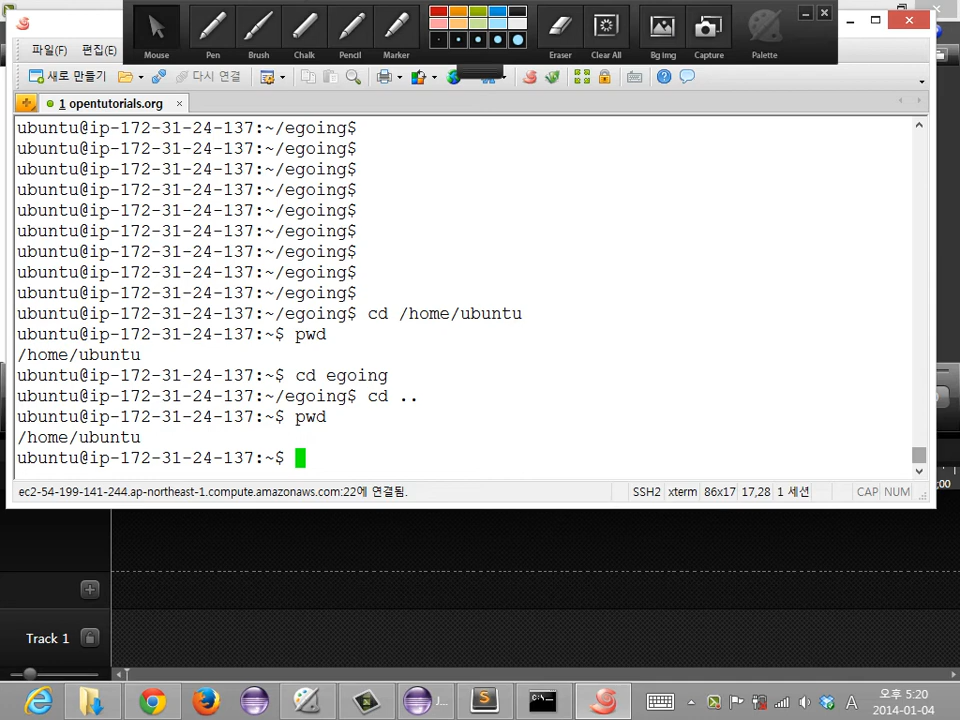 Mouse
Pen
Brush
Chalk
Pencil
Marker
Eraser
Clear All
Bg img
Capture
Palette
파일(F) 편집(E)
새로 만들기 다시 연결
1 opentutorials.org
ubuntu@ip-172-31-24-137:~/egoing$
ubuntu@ip-172-31-24-137:~/egoing$
ubuntu@ip-172-31-24-137:~/egoing$
ubuntu@ip-172-31-24-137:~/egoing$
ubuntu@ip-172-31-24-137:~/egoing$
ubuntu@ip-172-31-24-137:~/egoing$
ubuntu@ip-172-31-24-137:~/egoing$
ubuntu@ip-172-31-24-137:~/egoing$
ubuntu@ip-172-31-24-137:~/egoing$
ubuntu@ip-172-31-24-137:~/egoing$ cd /home/ubuntu
ubuntu@ip-172-31-24-137:~$ pwd
/home/ubuntu
ubuntu@ip-172-31-24-137:~$ cd egoing
ubuntu@ip-172-31-24-137:~/egoing$ cd ..
ubuntu@ip-172-31-24-137:~$ pwd
/home/ubuntu
ubuntu@ip-172-31-24-137:~$
ec2-54-199-141-244.ap-northeast-1.compute.amazonaws.com:22에 연결됨. SSH2 xterm 86x17 17,28 1 세션 CAP NUM
:00
Track 1
J...
C:\_
A
오후 5:20
2014-01-04